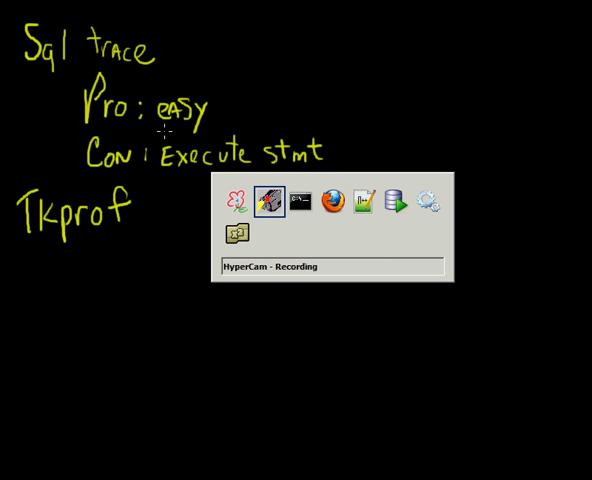 Sql trace
Pro: easy
Con: Execute stmt
Tkprof
HyperCam - Recording